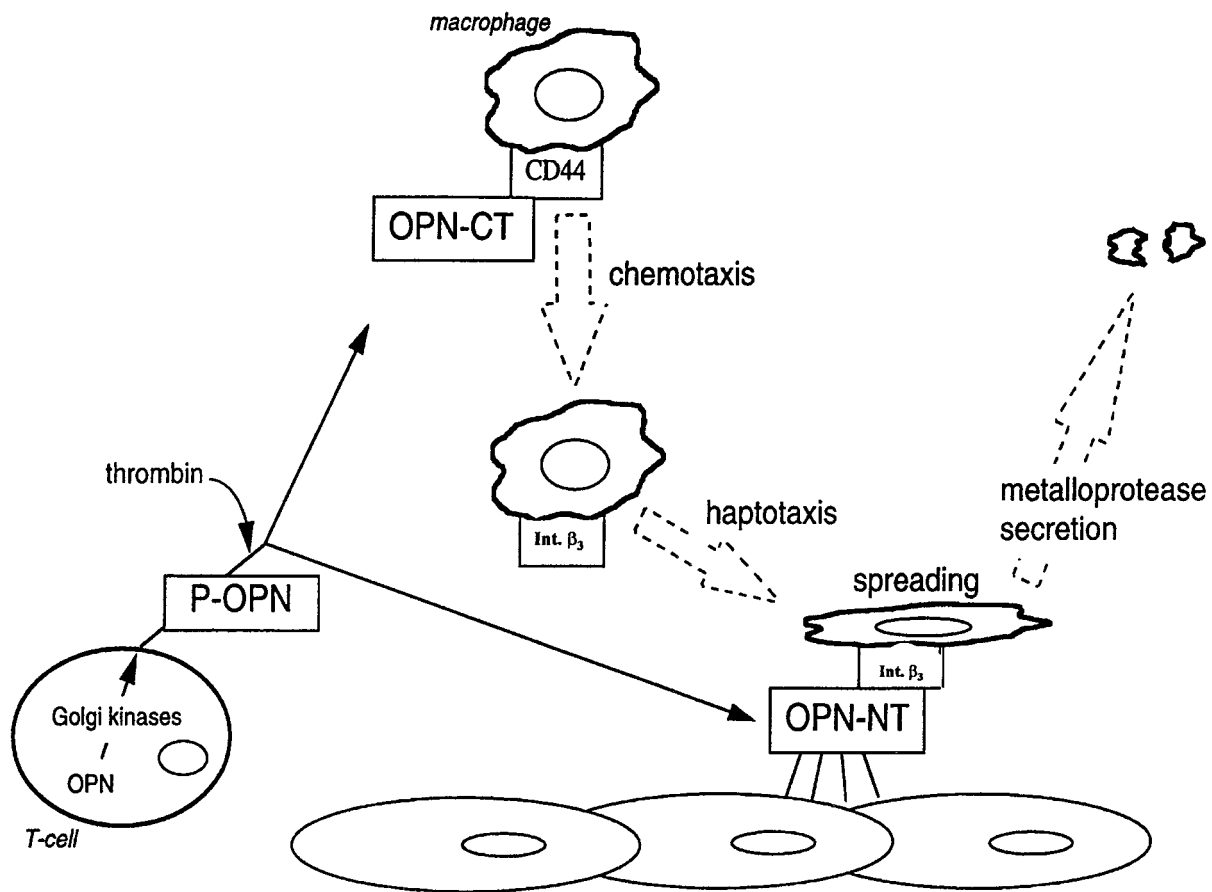 macrophage
CD44
OPN-CT
chemotaxis
thrombin
Int. β₃
haptotaxis
metalloprotease
secretion
P-OPN
spreading
Int. β₃
Golgi kinases
OPN-NT
OPN
T-cell